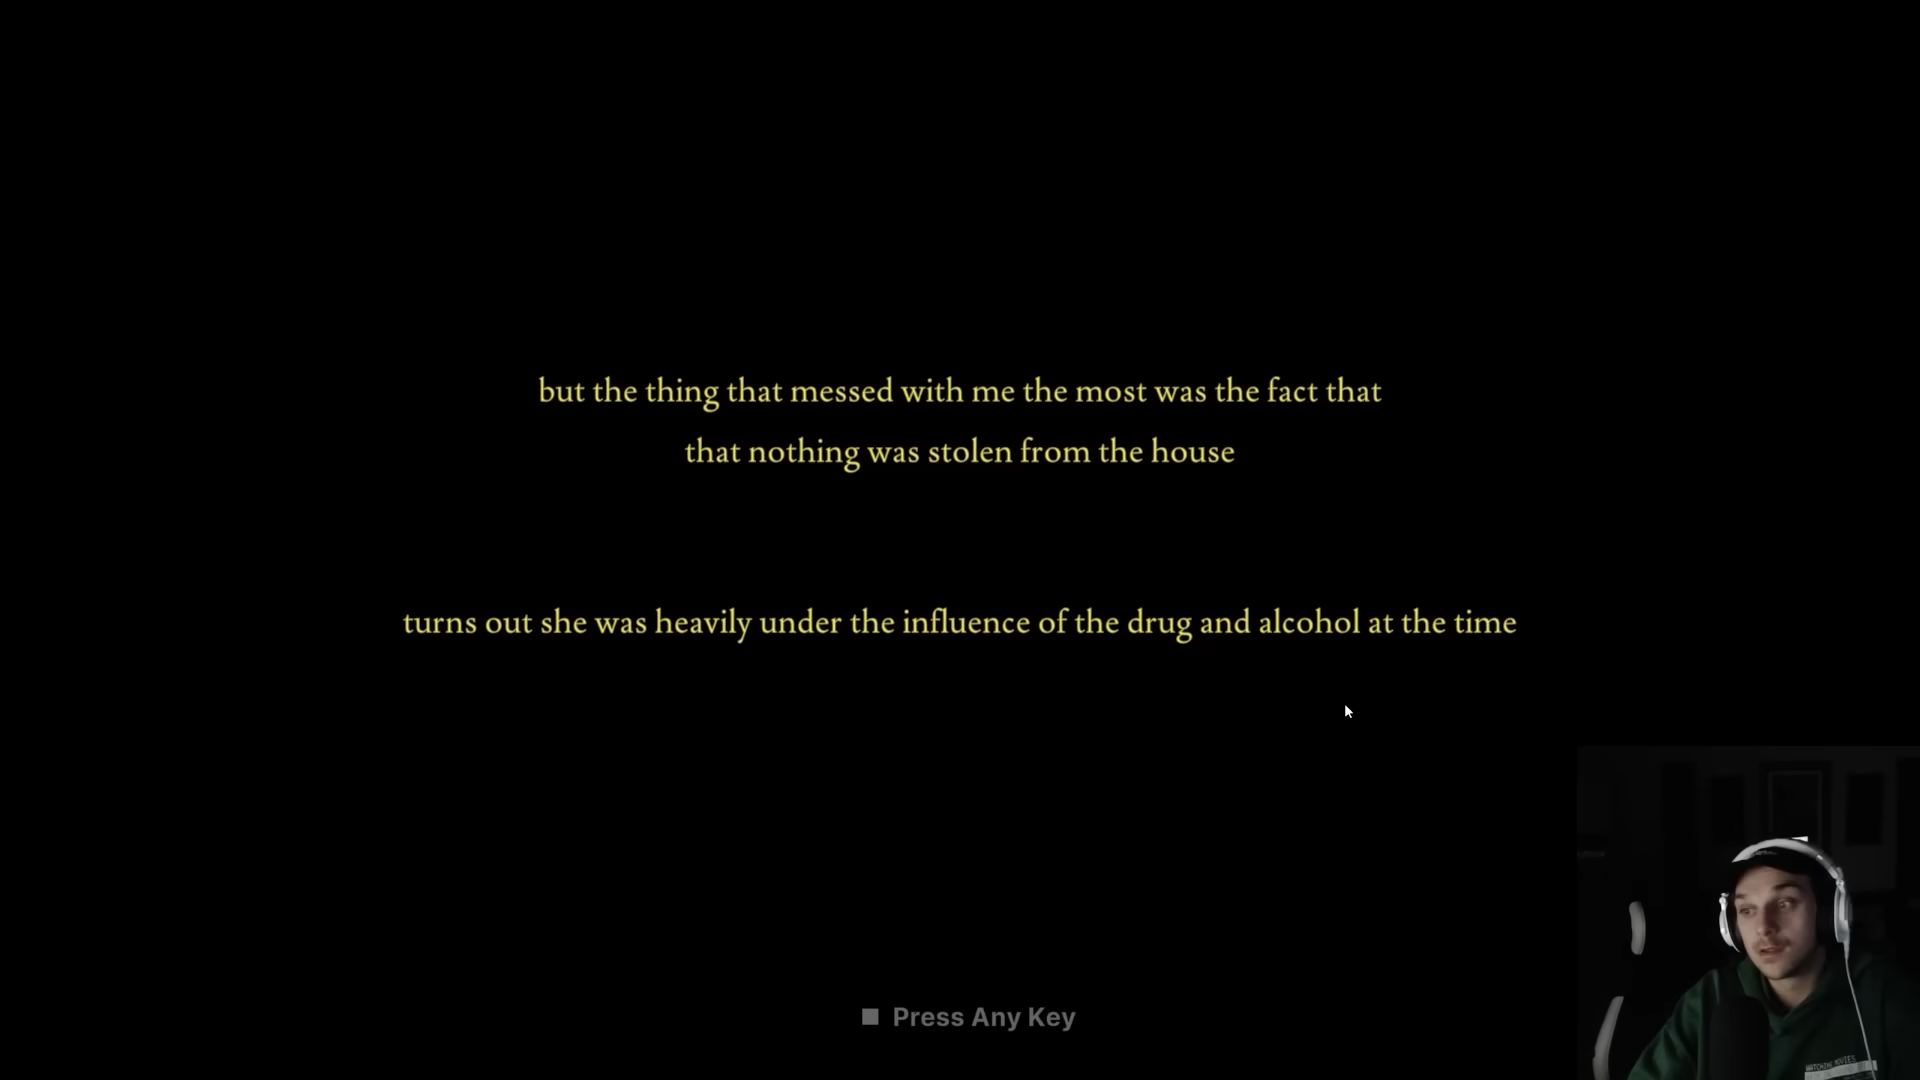 but the thing that messed with me the most was the fact that
that nothing was stolen from the house
turns out she was heavily under the influence of the drug and alcohol at the time
Press Any Key
WATCHING MOVIES